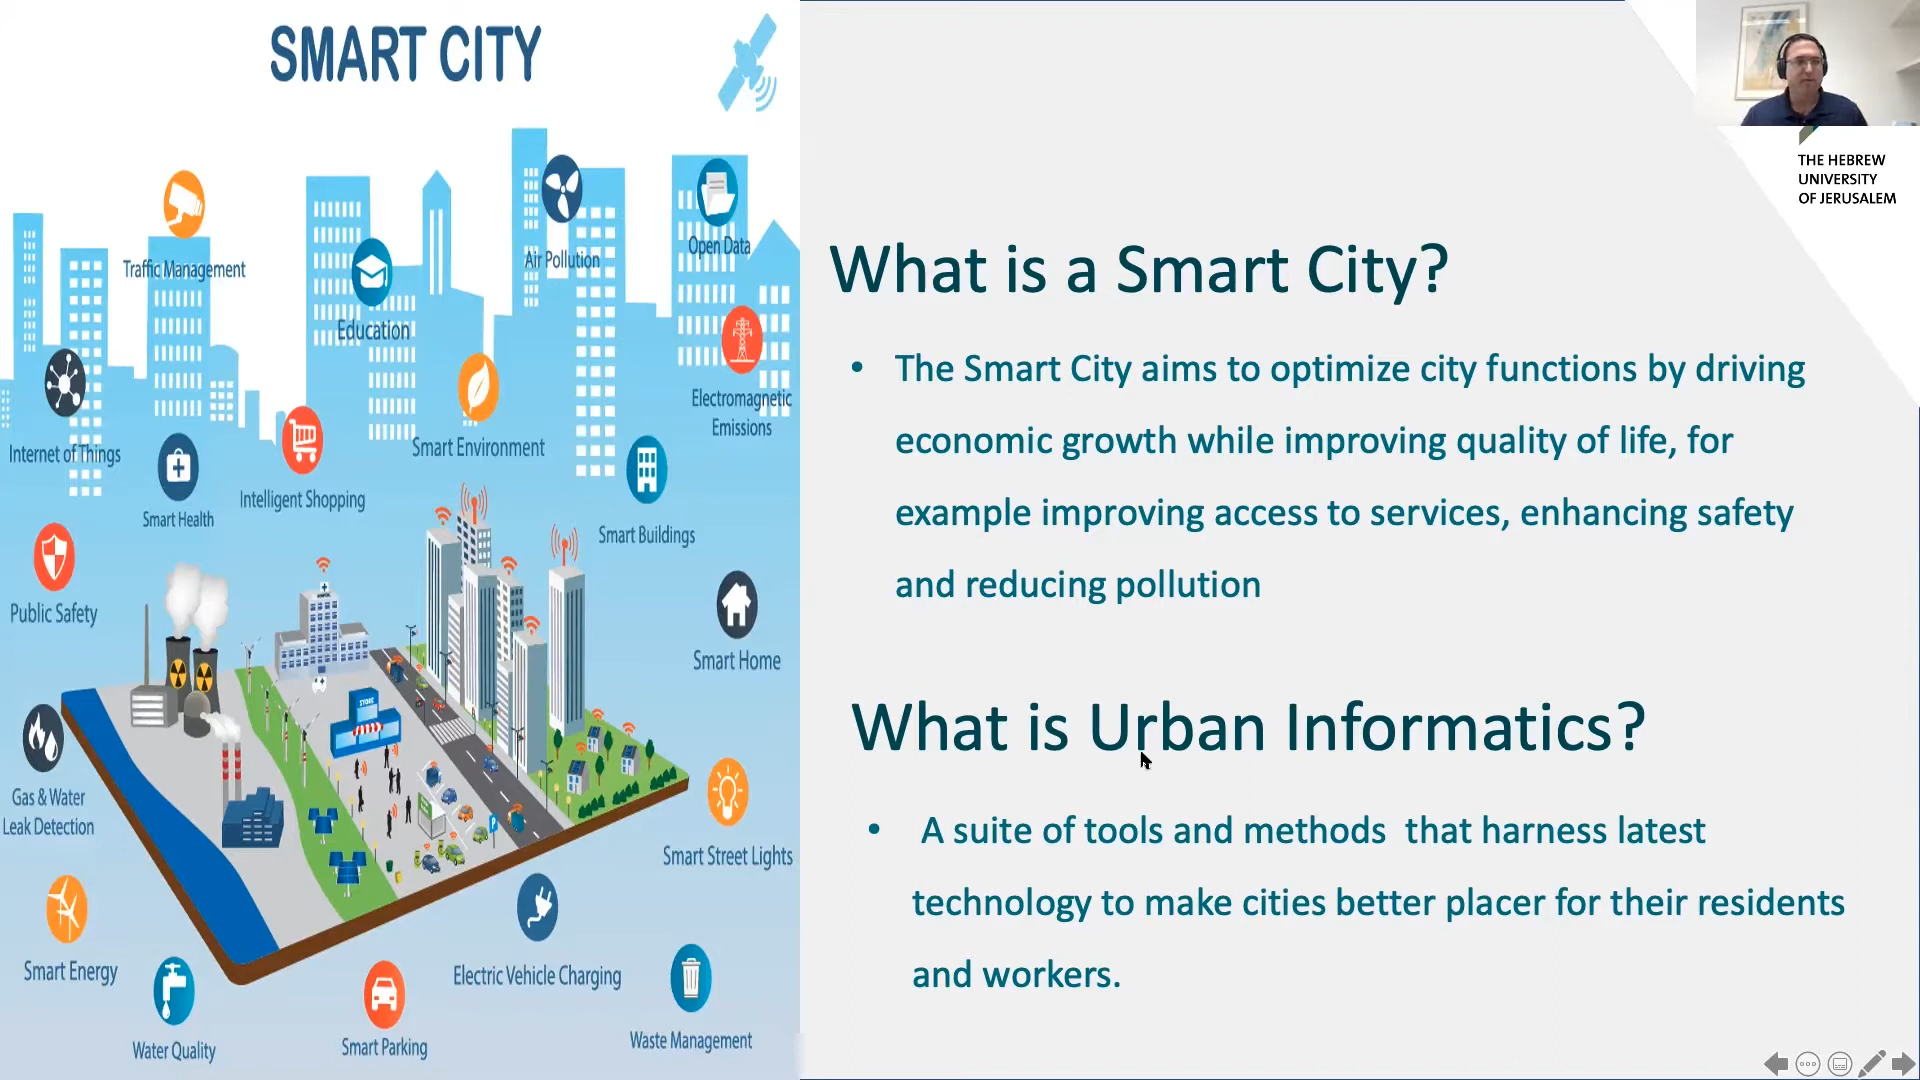 SMART CITY
Traffic Management
Education
Air Pollution
Open Data
Internet of Things
Smart Health
Intelligent Shopping
Smart Environment
Electromagnetic
Emissions
Smart Buildings
Public Safety
Smart Home
Gas & Water
Leak Detection
Smart Street Lights
Smart Energy
Water Quality
Smart Parking
Electric Vehicle Charging
Waste Management
HOSPITAL
STORE
P
THE HEBREW
UNIVERSITY
OF JERUSALEM
What is a Smart City?
• The Smart City aims to optimize city functions by driving
economic growth while improving quality of life, for
example improving access to services, enhancing safety
and reducing pollution
What is Urban Informatics?
• A suite of tools and methods  that harness latest
technology to make cities better placer for their residents
and workers.